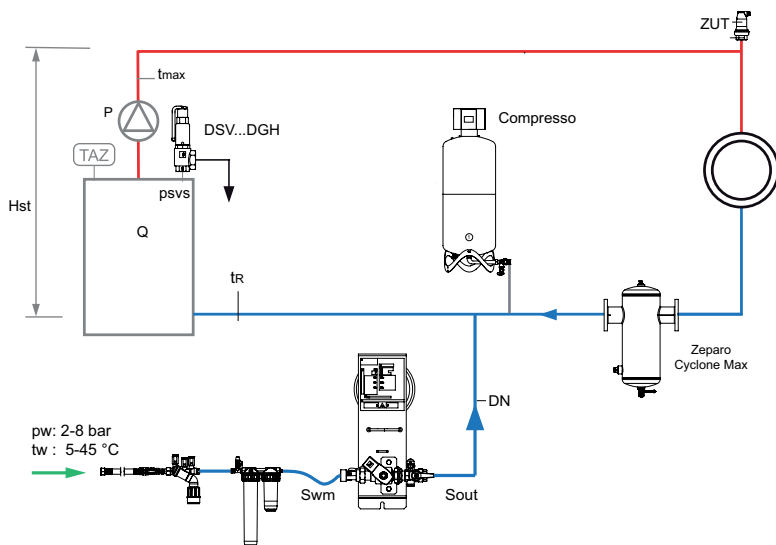 ZUT
tmax
P
DSV...DGH
Compresso
TAZ
psvs
Hst
Q
tR
Zeparo
Cyclone Max
DN
pw: 2-8 bar
tw : 5-45 °C
Swm
Sout